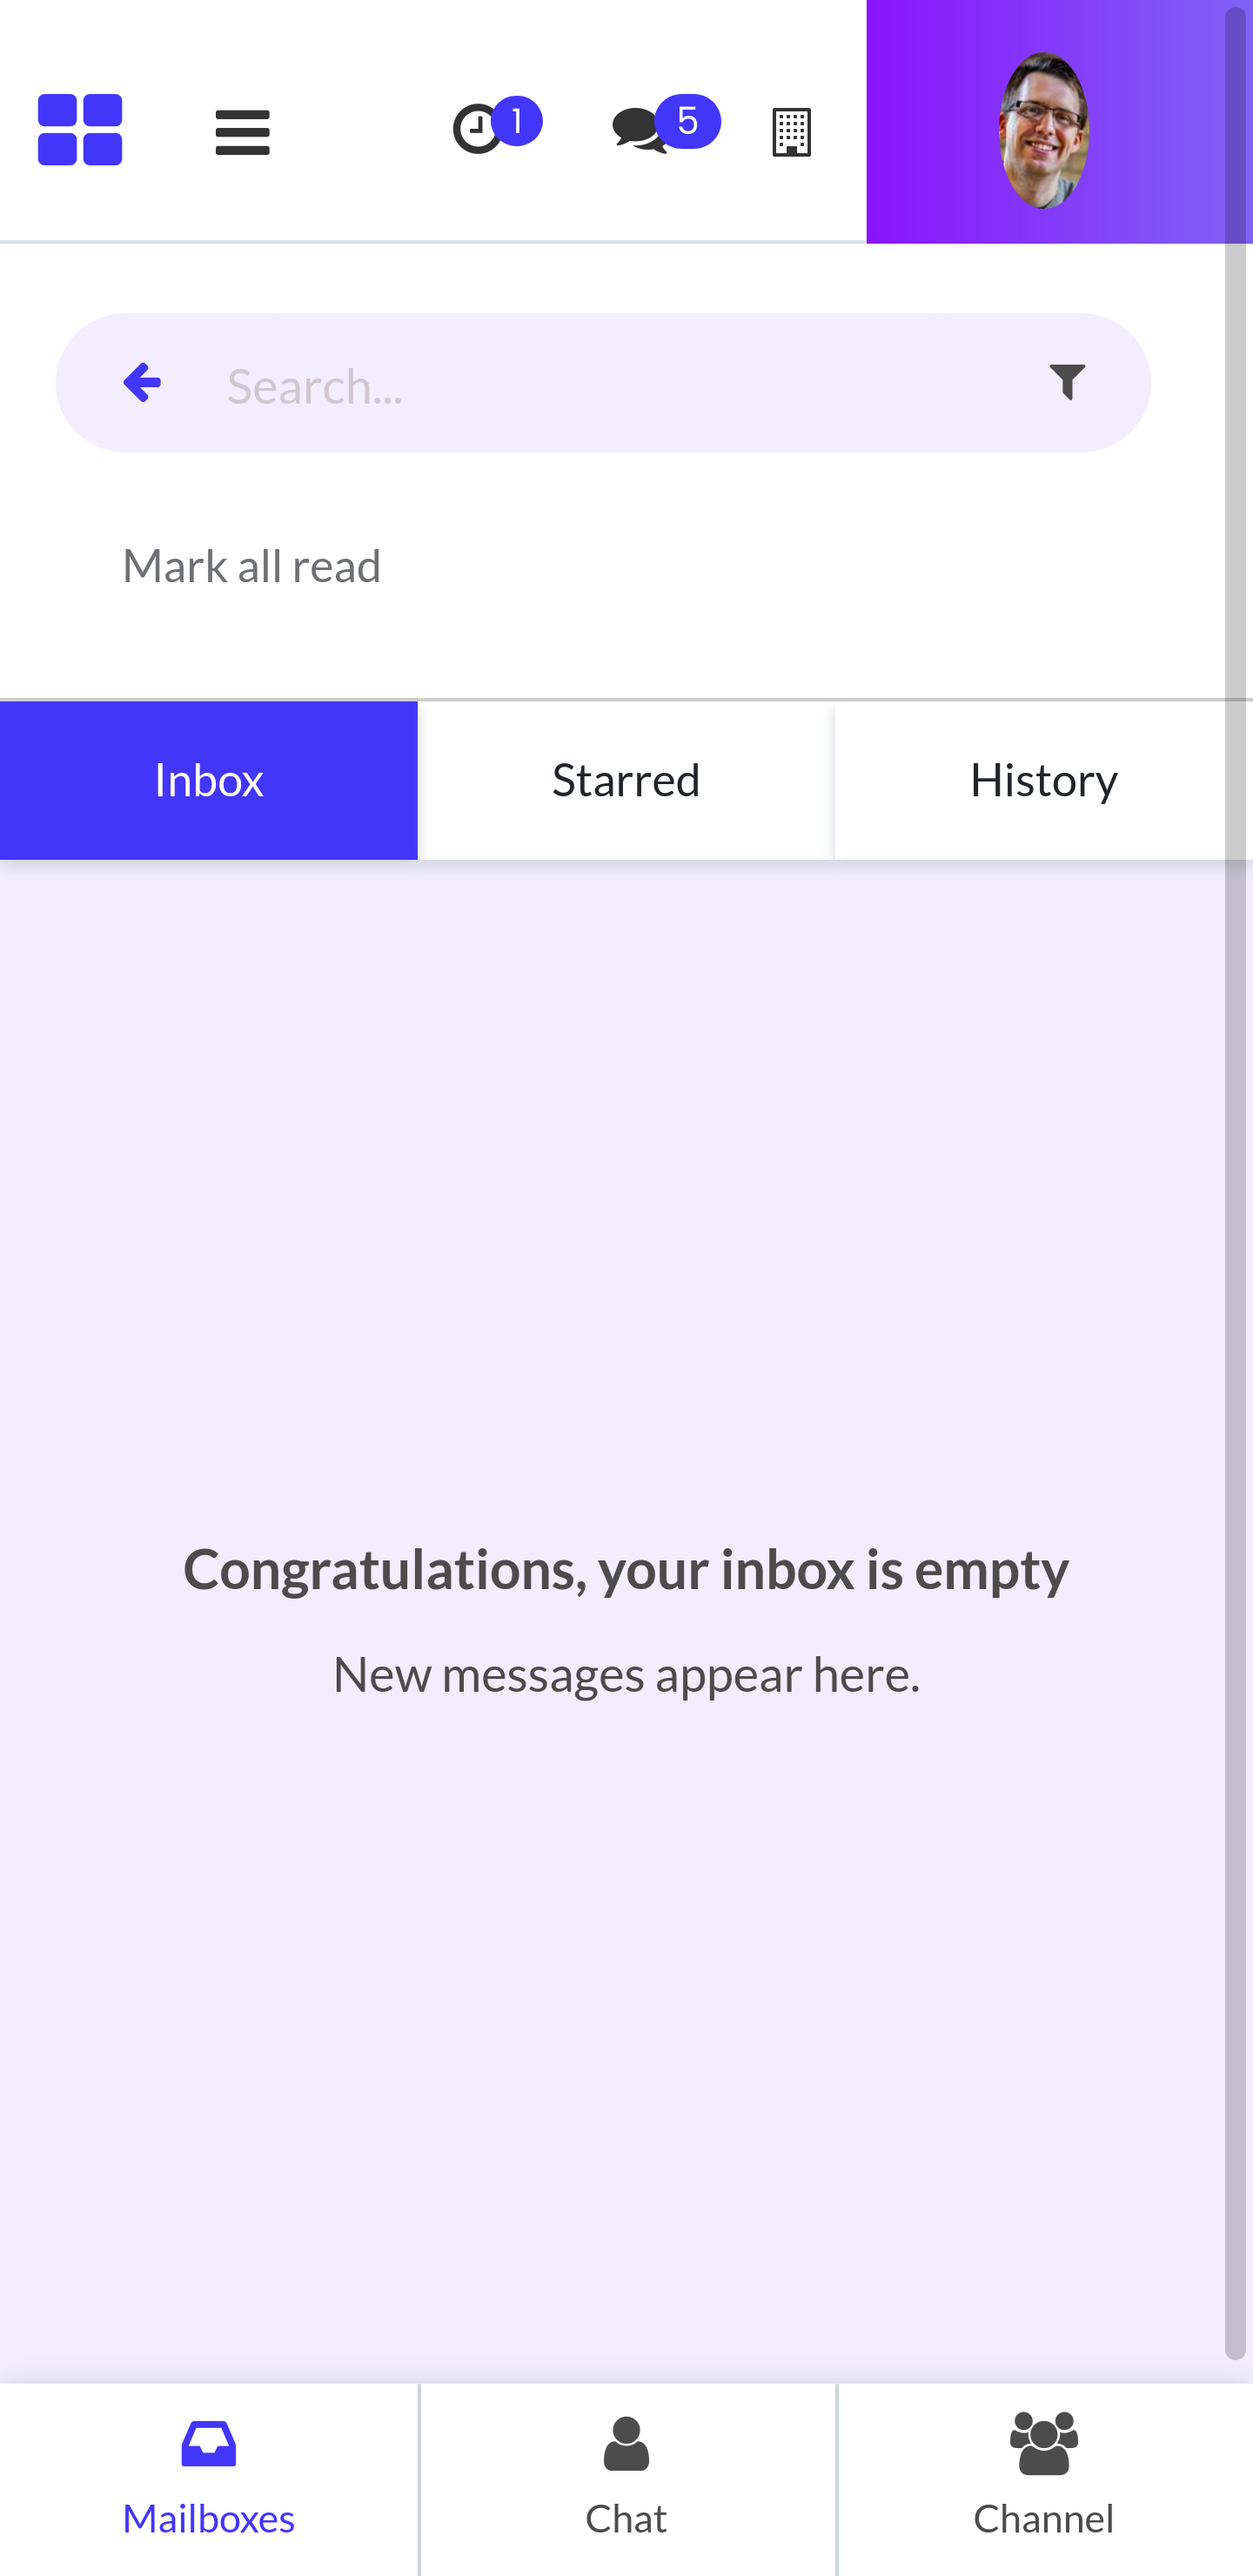 1
5
Search...
Mark all read
Inbox
Starred
History
Congratulations, your inbox is empty
New messages appear here.
Mailboxes
Chat
Channel